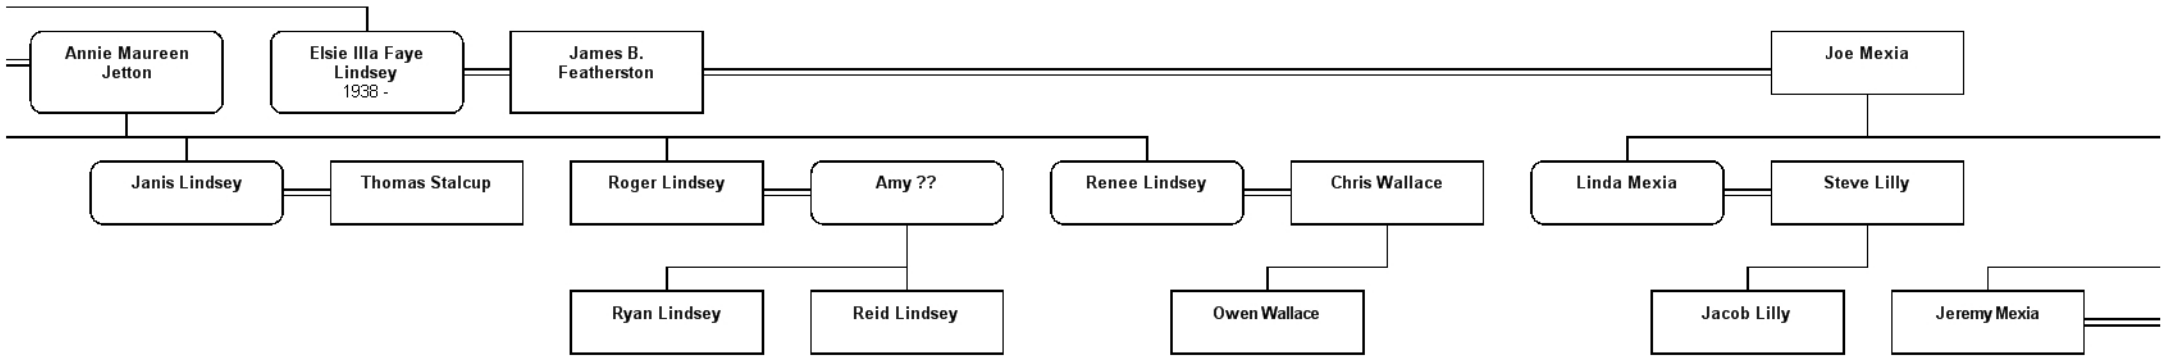 Annie Maureen
Jetton
Elsie Illa Faye
Lindsey
1938 -
James B.
Featherston
Joe Mexia
Janis Lindsey
Thomas Stalcup
Roger Lindsey
Amy ??
Renee Lindsey
Chris Wallace
Linda Mexia
Steve Lilly
Ryan Lindsey
Reid Lindsey
Owen Wallace
Jacob Lilly
Jeremy Mexia